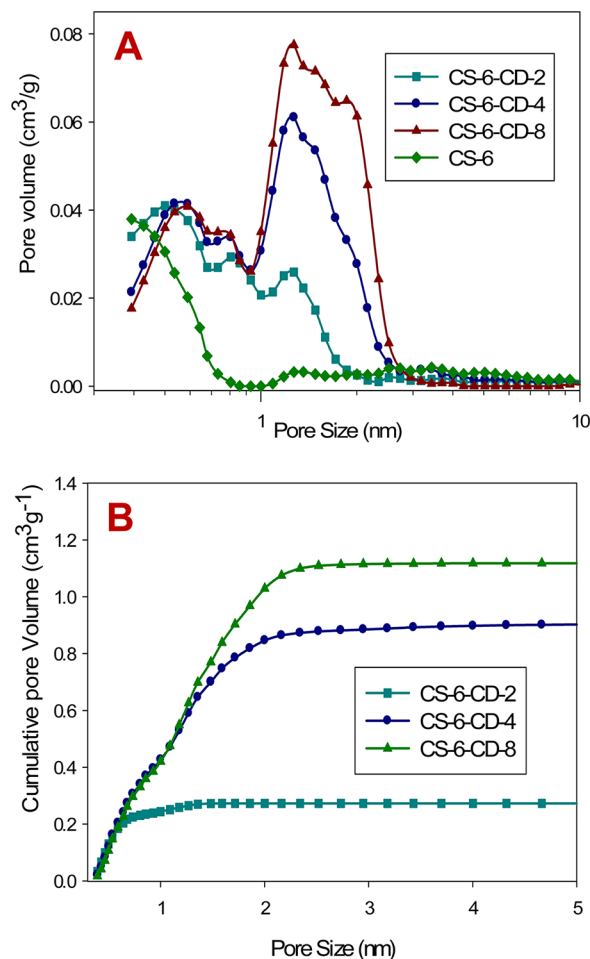 A
Pore volume (cm³/g)
0.08
0.06
0.04
0.02
0.00
CS-6-CD-2
CS-6-CD-4
CS-6-CD-8
CS-6
1
10
Pore Size (nm)
B
Cumulative pore Volume (cm³g⁻¹)
1.4
1.2
1.0
0.8
0.6
0.4
0.2
0.0
CS-6-CD-2
CS-6-CD-4
CS-6-CD-8
1
2
3
4
5
Pore Size (nm)